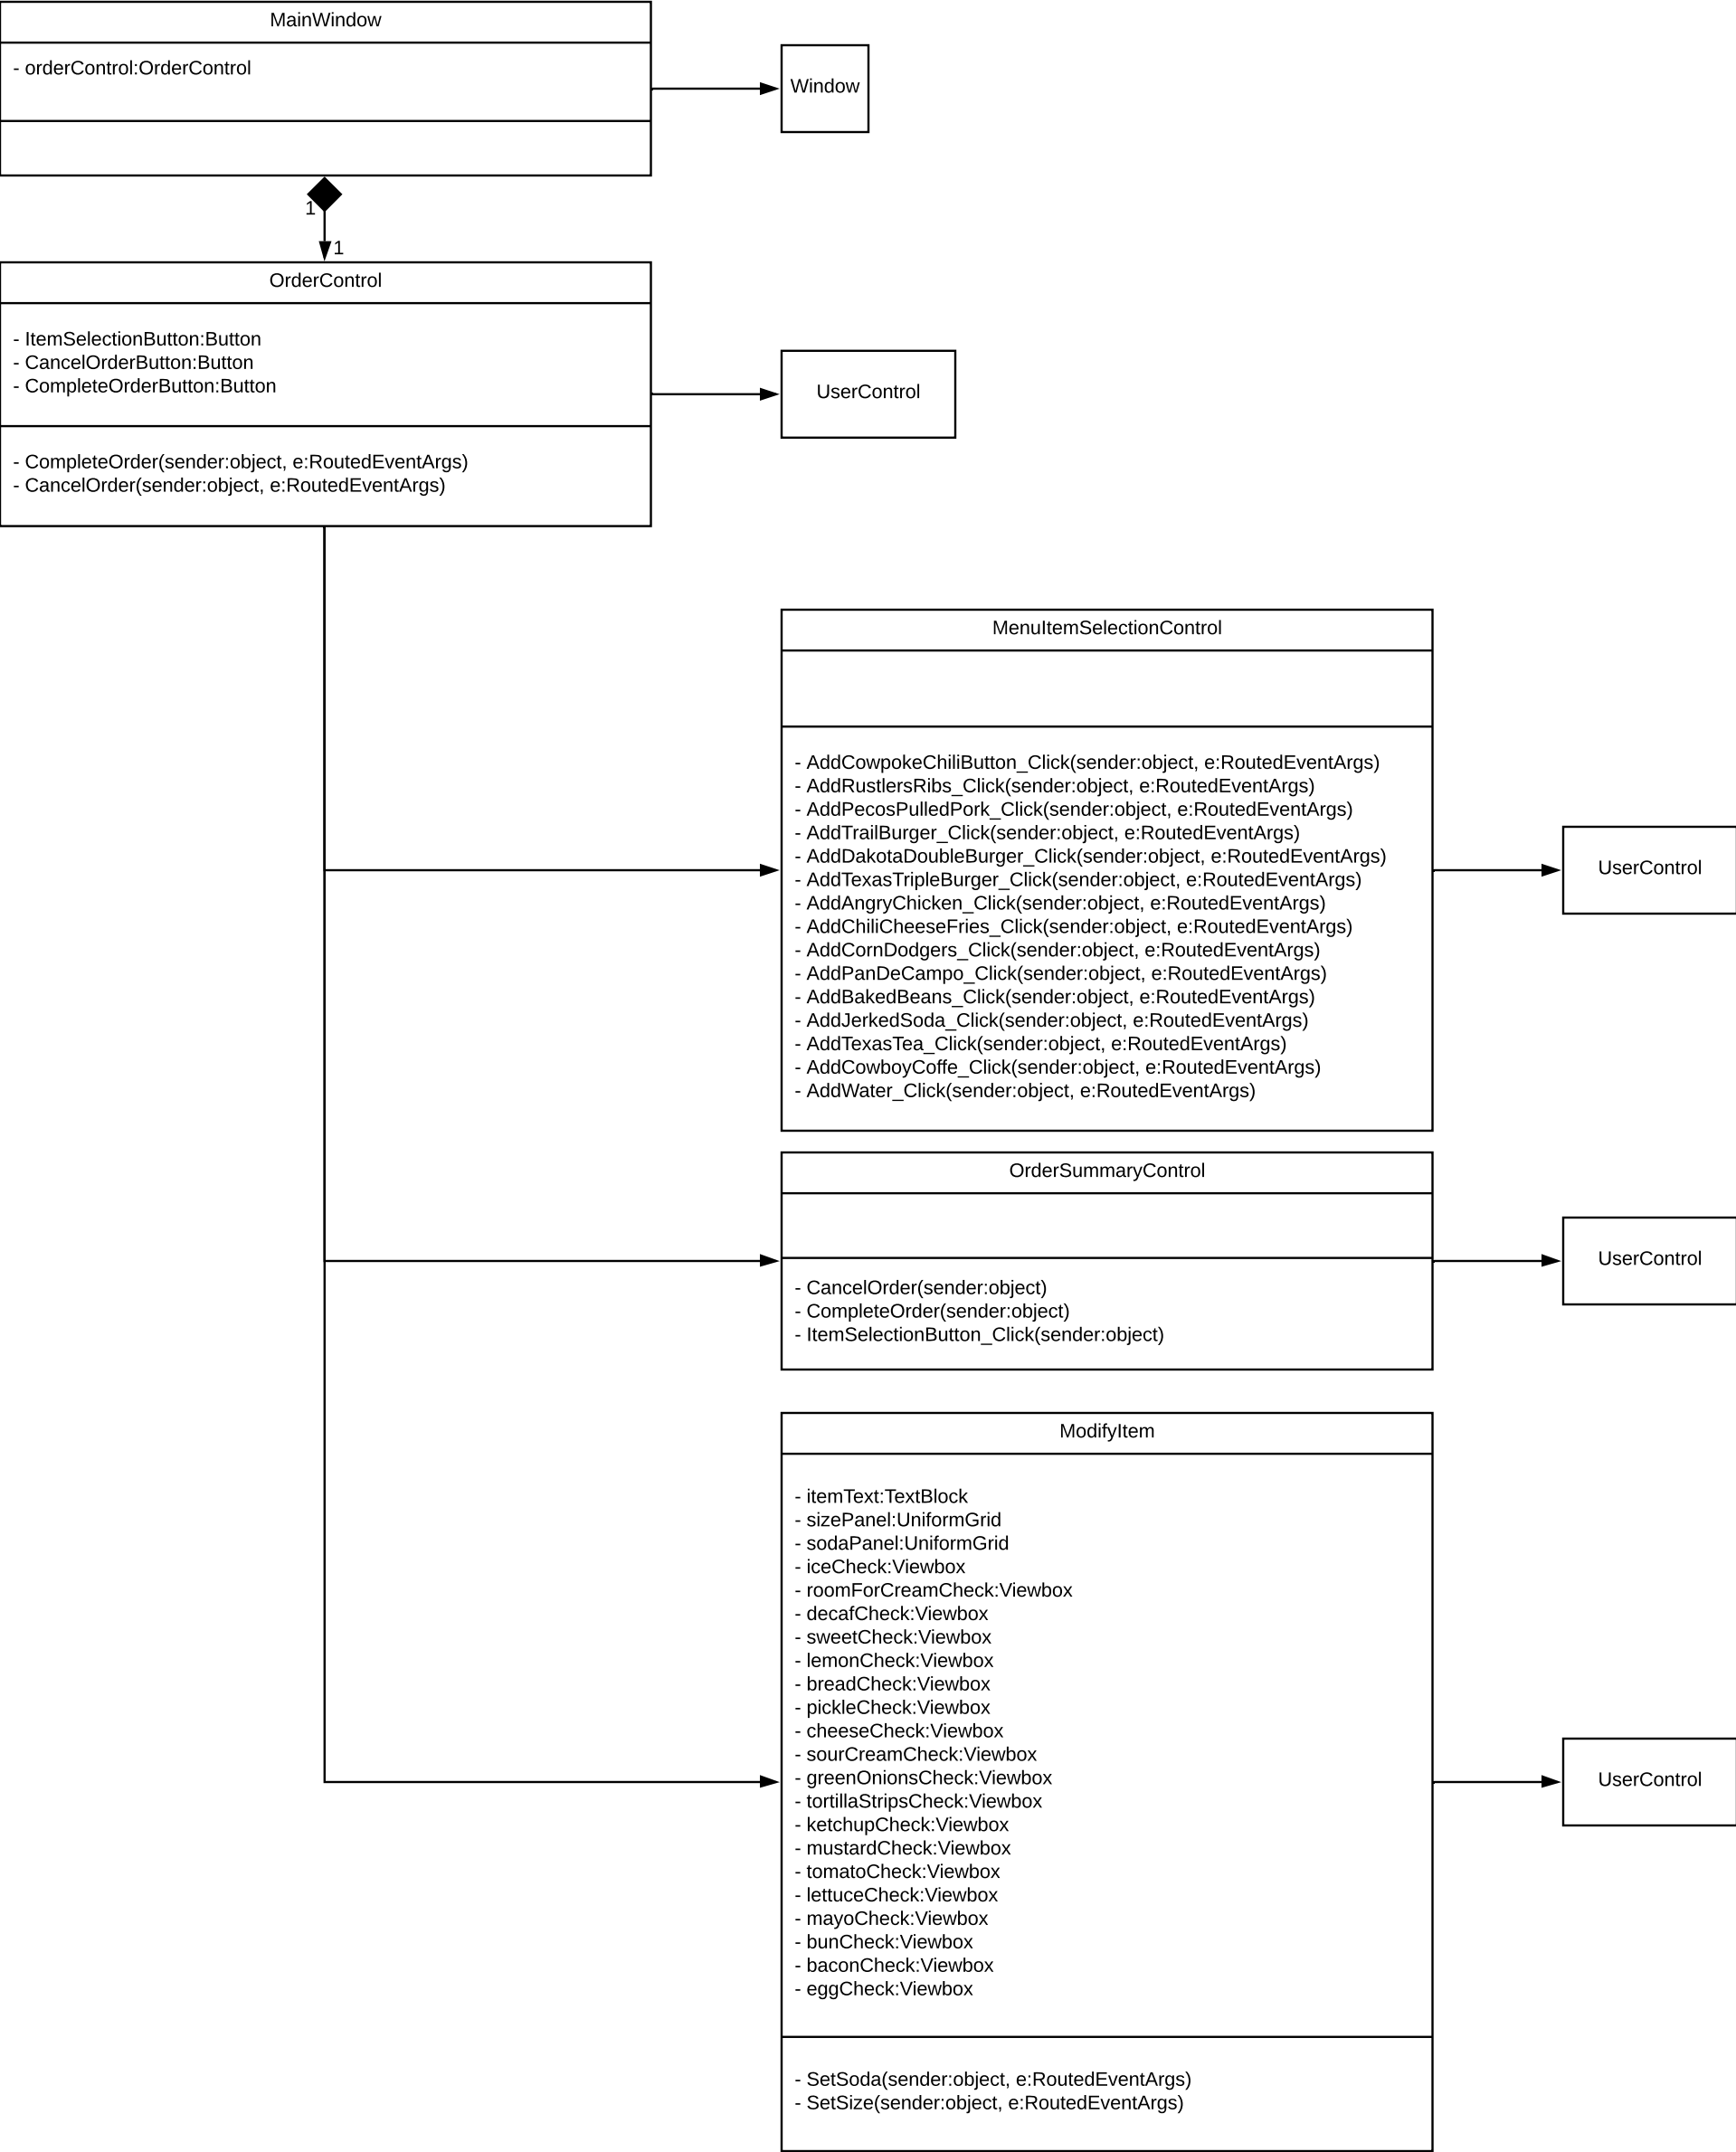 MainWindow
- orderControl:OrderControl
Window
1
1
OrderControl
- ItemSelectionButton:Button
- CancelOrderButton:Button
- CompleteOrderButton:Button
UserControl
- CompleteOrder(sender:object, e:RoutedEventArgs)
- CancelOrder(sender:object, e:RoutedEventArgs)
MenuItemSelectionControl
- AddCowpokeChiliButton_Click(sender:object, e:RoutedEventArgs)
- AddRustlersRibs_Click(sender:object, e:RoutedEventArgs)
- AddPecosPulledPork_Click(sender:object, e:RoutedEventArgs)
- AddTrailBurger_Click(sender:object, e:RoutedEventArgs)
- AddDakotaDoubleBurger_Click(sender:object, e:RoutedEventArgs)
- AddTexasTripleBurger_Click(sender:object, e:RoutedEventArgs)
- AddAngryChicken_Click(sender:object, e:RoutedEventArgs)
- AddChiliCheeseFries_Click(sender:object, e:RoutedEventArgs)
- AddCornDodgers_Click(sender:object, e:RoutedEventArgs)
- AddPanDeCampo_Click(sender:object, e:RoutedEventArgs)
- AddBakedBeans_Click(sender:object, e:RoutedEventArgs)
- AddJerkedSoda_Click(sender:object, e:RoutedEventArgs)
- AddTexasTea_Click(sender:object, e:RoutedEventArgs)
- AddCowboyCoffe_Click(sender:object, e:RoutedEventArgs)
- AddWater_Click(sender:object, e:RoutedEventArgs)
UserControl
OrderSummaryControl
- CancelOrder(sender:object)
- CompleteOrder(sender:object)
- ItemSelectionButton_Click(sender:object)
UserControl
ModifyItem
- itemText:TextBlock
- sizePanel:UniformGrid
- sodaPanel:UniformGrid
- iceCheck:Viewbox
- roomForCreamCheck:Viewbox
- decafCheck:Viewbox
- sweetCheck:Viewbox
- lemonCheck:Viewbox
- breadCheck:Viewbox
- pickleCheck:Viewbox
- cheeseCheck:Viewbox
- sourCreamCheck:Viewbox
- greenOnionsCheck:Viewbox
- tortillaStripsCheck:Viewbox
- ketchupCheck:Viewbox
- mustardCheck:Viewbox
- tomatoCheck:Viewbox
- lettuceCheck:Viewbox
- mayoCheck:Viewbox
- bunCheck:Viewbox
- baconCheck:Viewbox
- eggCheck:Viewbox
UserControl
- SetSoda(sender:object, e:RoutedEventArgs)
- SetSize(sender:object, e:RoutedEventArgs)